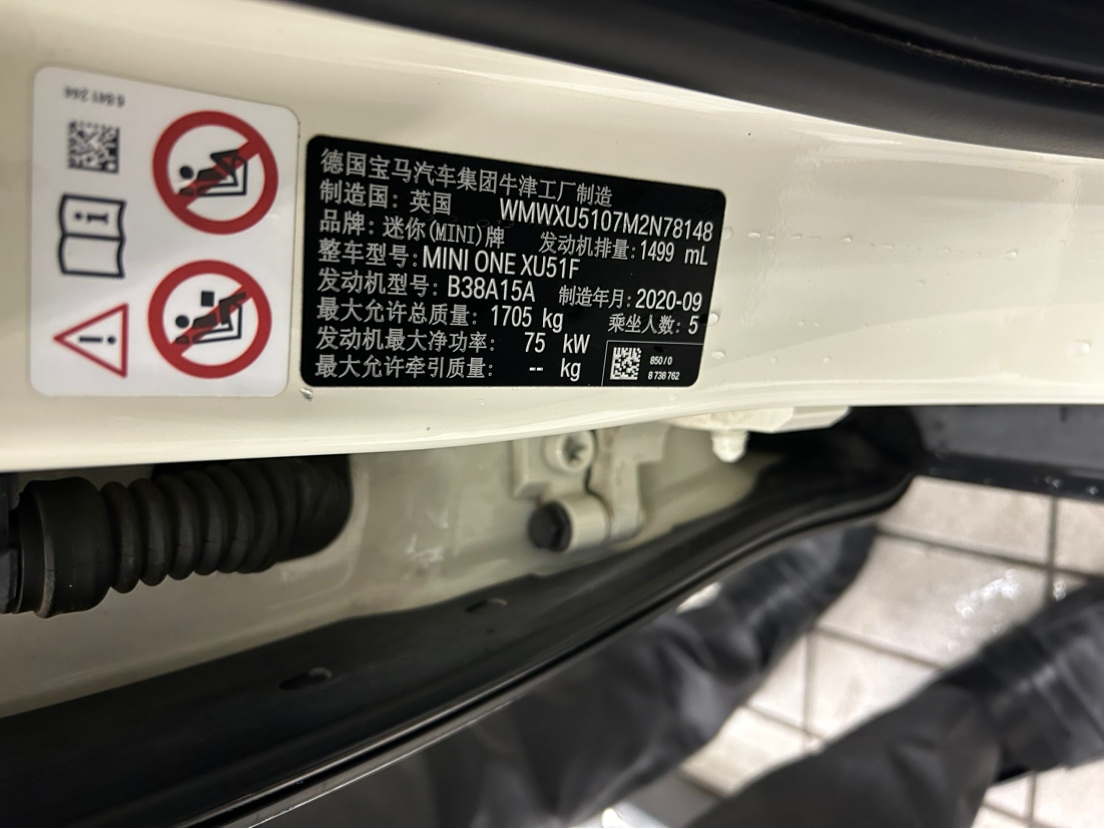 6 941 244
德国宝马汽车集团牛津工厂制造
制造国: 英国 WMWXU5107M2N78148
品牌: 迷你(MINI)牌 发动机排量: 1499 mL
整车型号: MINI ONE XU51F
发动机型号: B38A15A 制造年月: 2020-09
最大允许总质量: 1705 kg 乘坐人数: 5
发动机最大净功率: 75 kW
最大允许牵引质量: -- kg
850 / 0
8 738 762